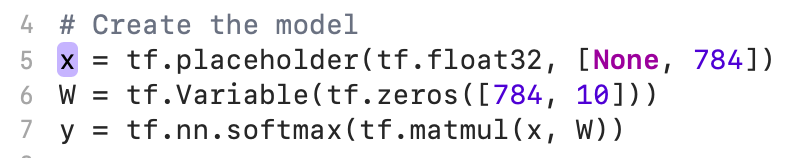 4 # Create the model
5 x = tf.placeholder(tf.float32, [None, 784])
6 W = tf.Variable(tf.zeros([784, 10]))
7 y = tf.nn.softmax(tf.matmul(x, W))